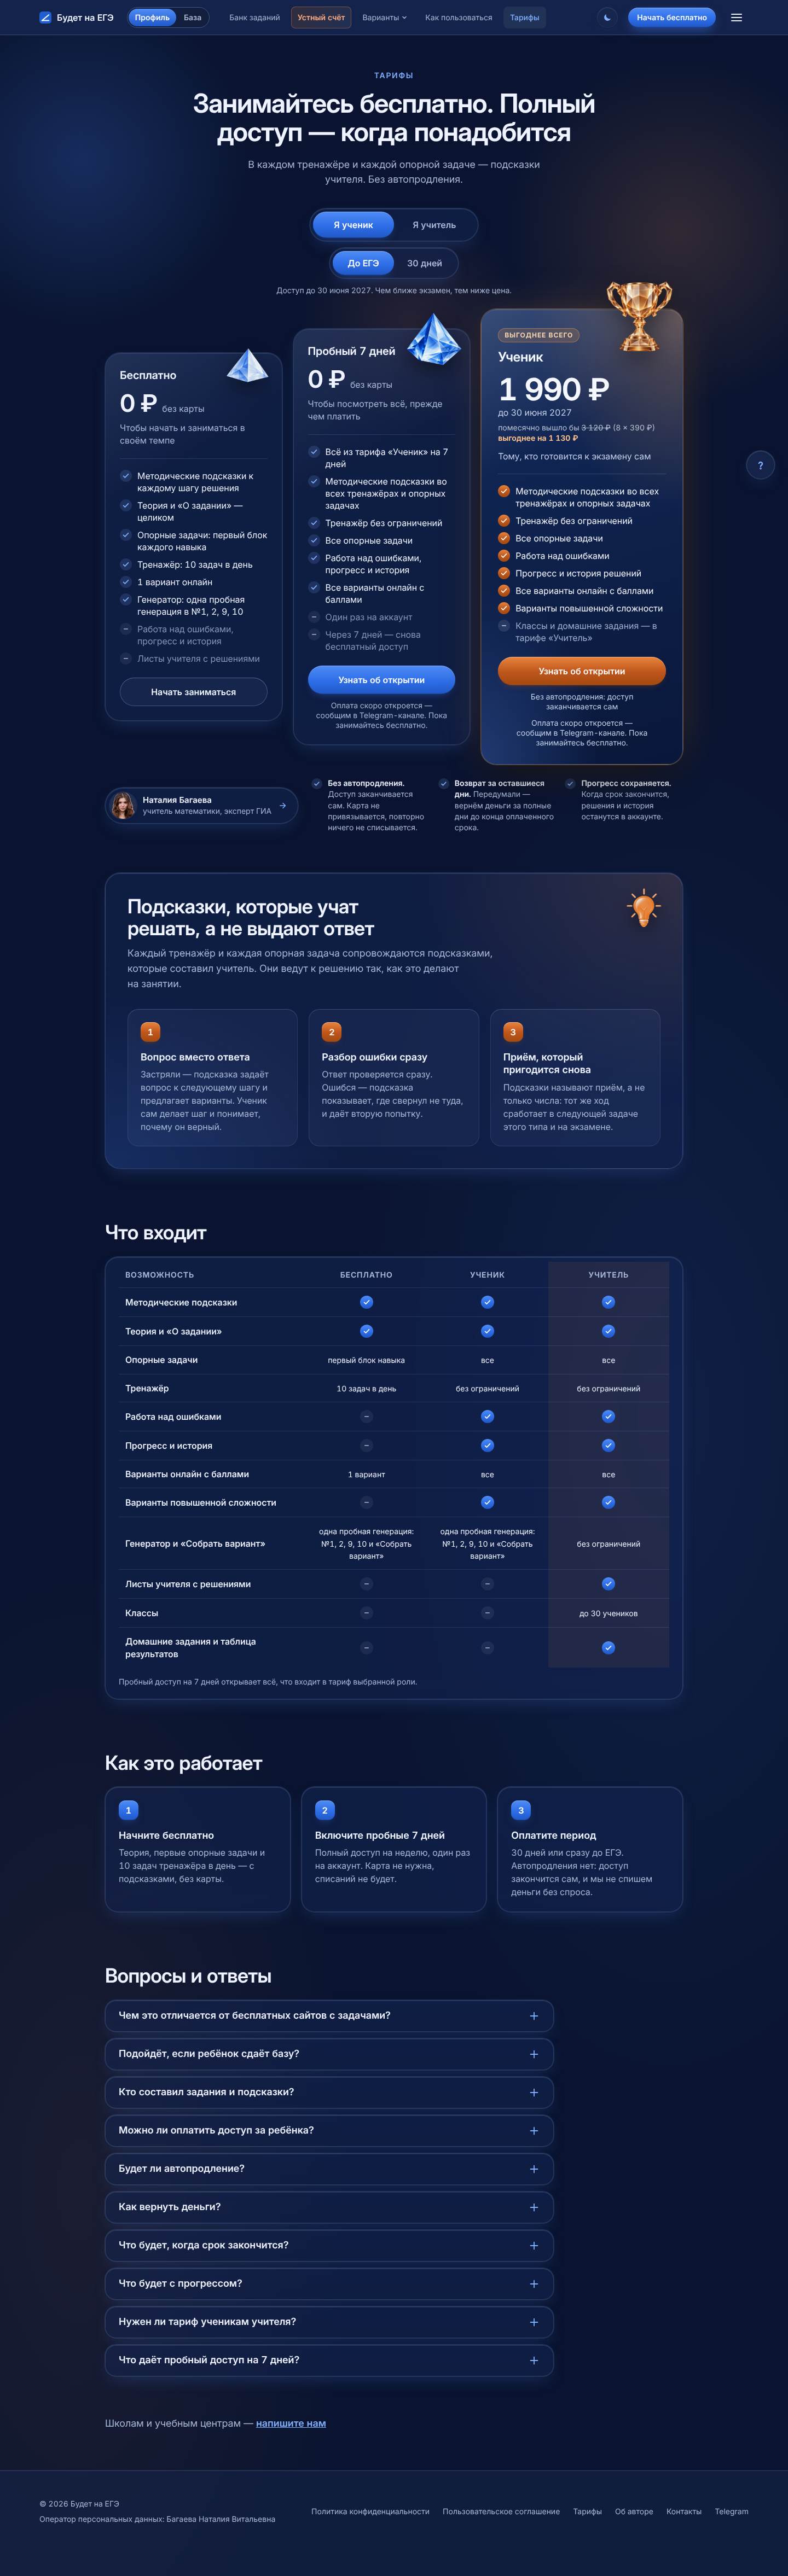 Будет на ЕГЭ
Профиль
База
Банк заданий
Устный счёт
Варианты
Как пользоваться
Тарифы
Начать бесплатно
ТАРИФЫ
Занимайтесь бесплатно. Полный
доступ — когда понадобится
В каждом тренажёре и каждой опорной задаче — подсказки
учителя. Без автопродления.
Я ученик
Я учитель
До ЕГЭ
30 дней
Доступ до 30 июня 2027. Чем ближе экзамен, тем ниже цена.
Бесплатно
0 ₽ без карты
Чтобы начать и заниматься в
своём темпе
Методические подсказки к
каждому шагу решения
Теория и «О задании» —
целиком
Опорные задачи: первый блок
каждого навыка
Тренажёр: 10 задач в день
1 вариант онлайн
Генератор: одна пробная
генерация в №1, 2, 9, 10
Работа над ошибками,
прогресс и история
Листы учителя с решениями
Начать заниматься
Пробный 7 дней
0 ₽ без карты
Чтобы посмотреть всё, прежде
чем платить
Всё из тарифа «Ученик» на 7
дней
Методические подсказки во
всех тренажёрах и опорных
задачах
Тренажёр без ограничений
Все опорные задачи
Работа над ошибками,
прогресс и история
Все варианты онлайн с
баллами
Один раз на аккаунт
Через 7 дней — снова
бесплатный доступ
Узнать об открытии
Оплата скоро откроется —
сообщим в Telegram-канале. Пока
занимайтесь бесплатно.
ВЫГОДНЕЕ ВСЕГО
Ученик
1 990 ₽
до 30 июня 2027
помесячно вышло бы 3 120 ₽ (8 × 390 ₽)
выгоднее на 1 130 ₽
Тому, кто готовится к экзамену сам
Методические подсказки во всех
тренажёрах и опорных задачах
Тренажёр без ограничений
Все опорные задачи
Работа над ошибками
Прогресс и история решений
Все варианты онлайн с баллами
Варианты повышенной сложности
Классы и домашние задания — в
тарифе «Учитель»
Узнать об открытии
Без автопродления: доступ
заканчивается сам
Оплата скоро откроется —
сообщим в Telegram-канале. Пока
занимайтесь бесплатно.
?
Наталия Багаева
учитель математики, эксперт ГИА
Без автопродления.
Доступ заканчивается
сам. Карта не
привязывается, повторно
ничего не списывается.
Возврат за оставшиеся
дни. Передумали —
вернём деньги за полные
дни до конца оплаченного
срока.
Прогресс сохраняется.
Когда срок закончится,
решения и история
останутся в аккаунте.
Подсказки, которые учат
решать, а не выдают ответ
Каждый тренажёр и каждая опорная задача сопровождаются подсказками,
которые составил учитель. Они ведут к решению так, как это делают
на занятии.
1
Вопрос вместо ответа
Застряли — подсказка задаёт
вопрос к следующему шагу и
предлагает варианты. Ученик
сам делает шаг и понимает,
почему он верный.
2
Разбор ошибки сразу
Ответ проверяется сразу.
Ошибся — подсказка
показывает, где свернул не туда,
и даёт вторую попытку.
3
Приём, который
пригодится снова
Подсказки называют приём, а не
только числа: тот же ход
сработает в следующей задаче
этого типа и на экзамене.
Что входит
ВОЗМОЖНОСТЬ БЕСПЛАТНО УЧЕНИК УЧИТЕЛЬ
Методические подсказки
Теория и «О задании»
Опорные задачи первый блок навыка все все
Тренажёр 10 задач в день без ограничений без ограничений
Работа над ошибками
Прогресс и история
Варианты онлайн с баллами 1 вариант все все
Варианты повышенной сложности
Генератор и «Собрать вариант»
одна пробная генерация:
№1, 2, 9, 10 и «Собрать
вариант»
одна пробная генерация:
№1, 2, 9, 10 и «Собрать
вариант»
без ограничений
Листы учителя с решениями
Классы до 30 учеников
Домашние задания и таблица
результатов
Пробный доступ на 7 дней открывает всё, что входит в тариф выбранной роли.
Как это работает
1
Начните бесплатно
Теория, первые опорные задачи и
10 задач тренажёра в день — с
подсказками, без карты.
2
Включите пробные 7 дней
Полный доступ на неделю, один раз
на аккаунт. Карта не нужна,
списаний не будет.
3
Оплатите период
30 дней или сразу до ЕГЭ.
Автопродления нет: доступ
закончится сам, и мы не спишем
деньги без спроса.
Вопросы и ответы
Чем это отличается от бесплатных сайтов с задачами?
Подойдёт, если ребёнок сдаёт базу?
Кто составил задания и подсказки?
Можно ли оплатить доступ за ребёнка?
Будет ли автопродление?
Как вернуть деньги?
Что будет, когда срок закончится?
Что будет с прогрессом?
Нужен ли тариф ученикам учителя?
Что даёт пробный доступ на 7 дней?
Школам и учебным центрам — напишите нам
© 2026 Будет на ЕГЭ
Оператор персональных данных: Багаева Наталия Витальевна
Политика конфиденциальности
Пользовательское соглашение
Тарифы
Об авторе
Контакты
Telegram